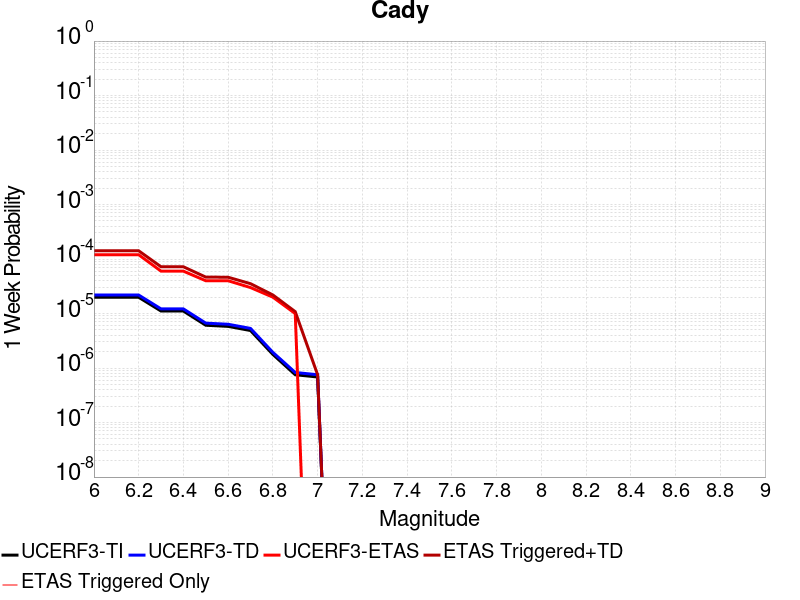 Cady
10^0
10^-1
10^-2
10^-3
10^-4
10^-5
10^-6
10^-7
10^-8
1 Week Probability
6 6.2 6.4 6.6 6.8 7 7.2 7.4 7.6 7.8 8 8.2 8.4 8.6 8.8 9
Magnitude
UCERF3-TI UCERF3-TD UCERF3-ETAS ETAS Triggered+TD
ETAS Triggered Only